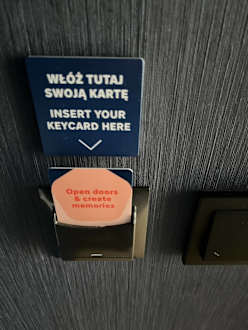 WŁÓŻ TUTAJ
SWOJĄ KARTĘ
INSERT YOUR
KEYCARD HERE
Open doors
& create
memories